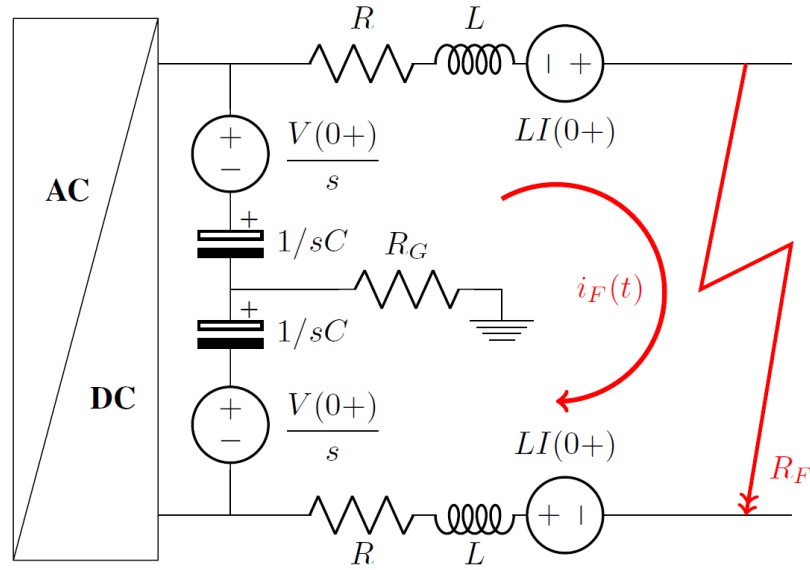 R L
− +
LI(0+)
+
−
V(0+)
s
AC
+
1/sC
R_G
+
1/sC
i_F(t)
DC
+
−
V(0+)
s
LI(0+)
R_F
+ −
R L